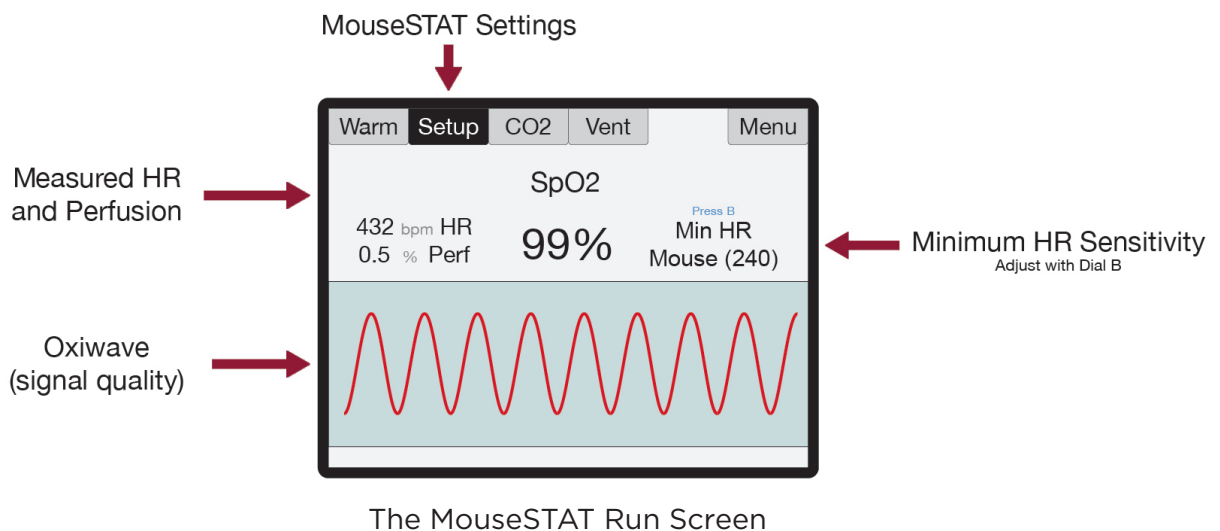 MouseSTAT Settings
Warm Setup CO2 Vent Menu
Measured HR
and Perfusion
SpO2
432 bpm HR
0.5 % Perf
99%
Press B
Min HR
Mouse (240)
Minimum HR Sensitivity
Adjust with Dial B
Oxiwave
(signal quality)
The MouseSTAT Run Screen